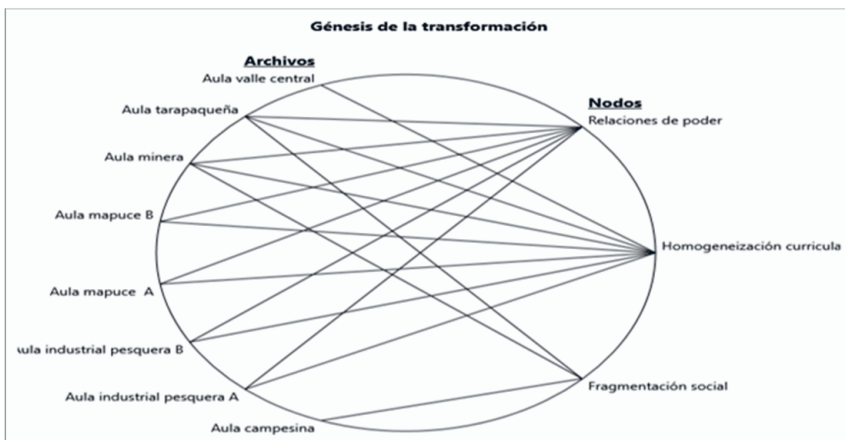 Génesis de la transformación
Archivos
Aula valle central
Aula tarapaqueña
Aula minera
Aula mapuce B
Aula mapuce A
ula industrial pesquera B
Aula industrial pesquera A
Aula campesina
Nodos
Relaciones de poder
Homogeneización curricula
Fragmentación social